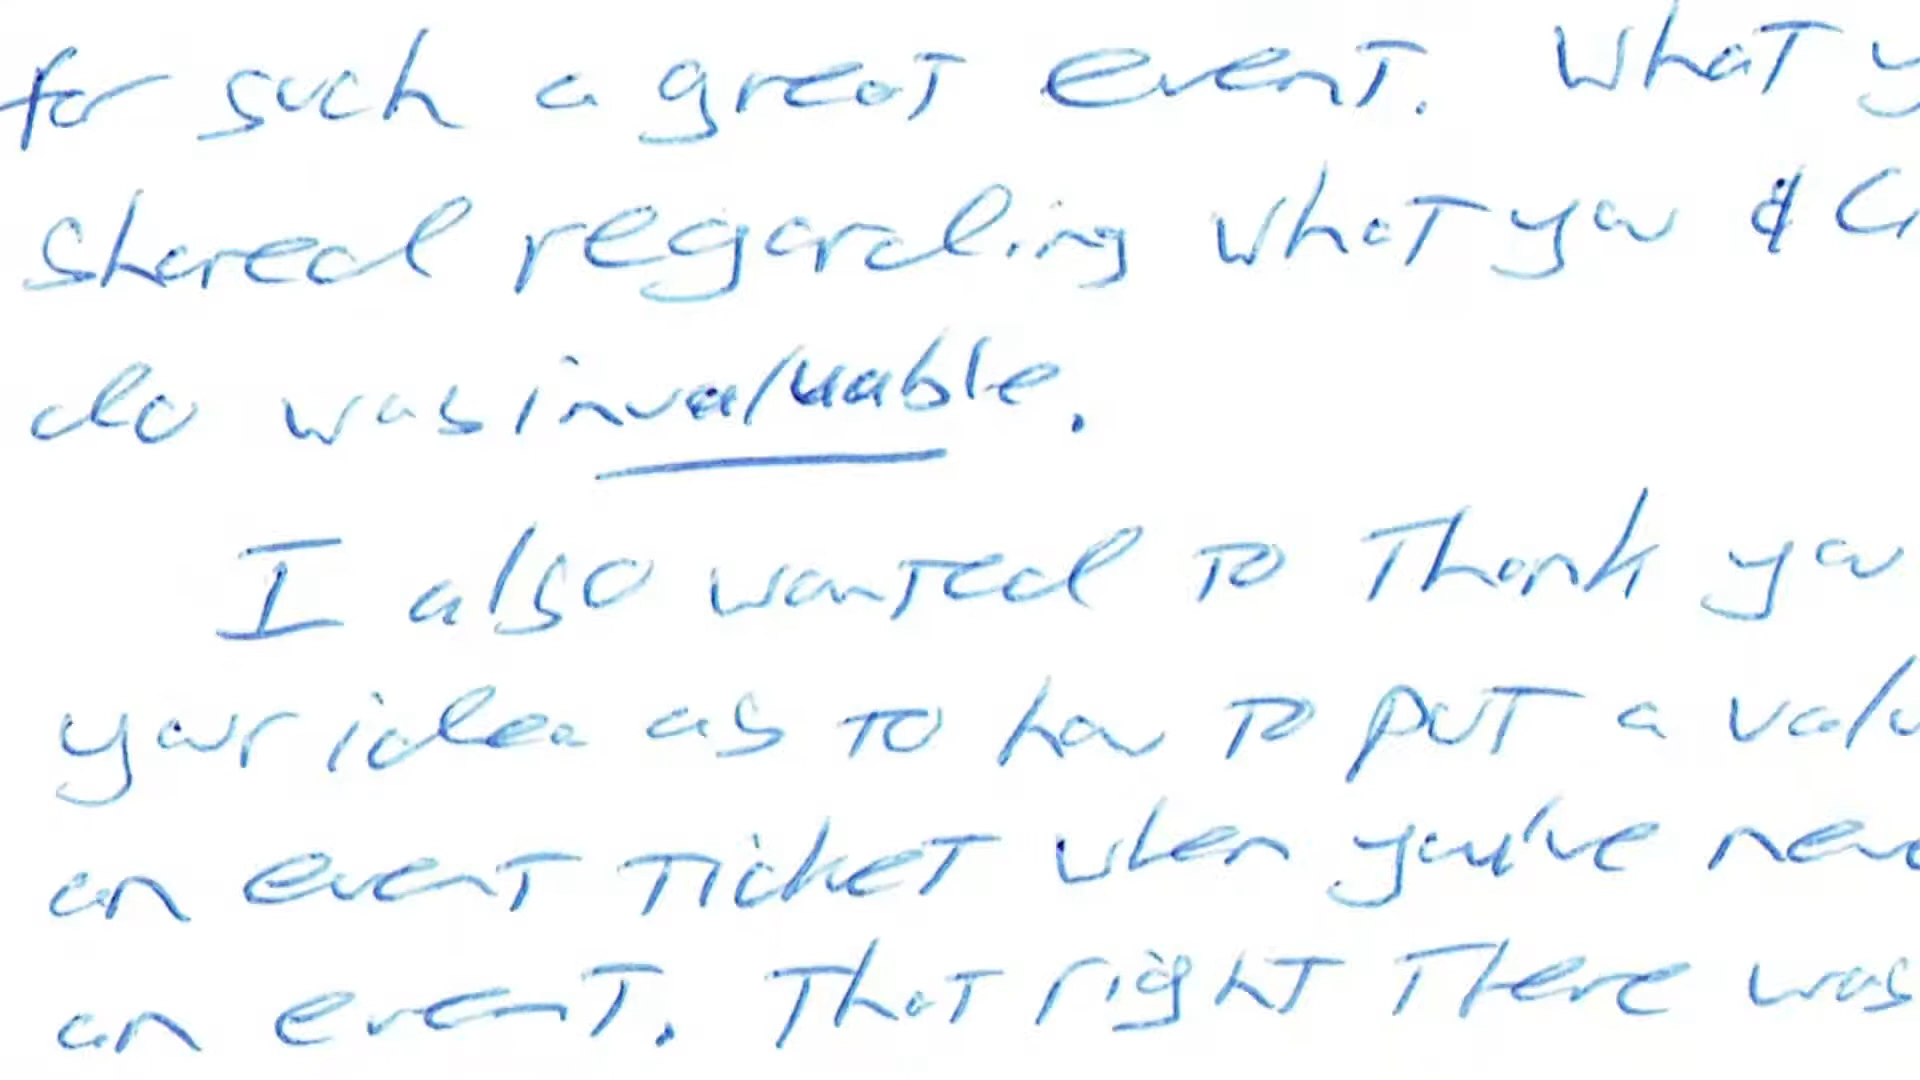 for such a great event. What y
shared regarding what you &
do was invaluable.
I also wanted to Thank you
your idea as to how to put a valu
an event Ticket when you've neve
an event. That right There was